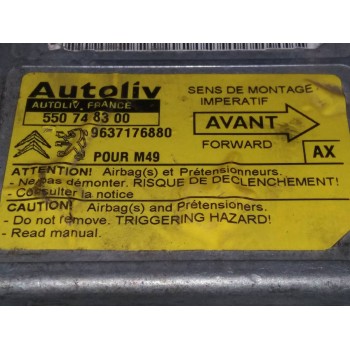 Autoliv
AUTOLIV, FRANCE
550 74 83 00
9637176880
POUR M49
SENS DE MONTAGE
IMPERATIF
AVANT
FORWARD
AX
ATTENTION! Airbag(s) et Prétensionneurs.
- Ne pas démonter. RISQUE DE DECLENCHEMENT!
- Consulter la notice
CAUTION! Airbag(s) and Prétensioners.
- Do not remove. TRIGGERING HAZARD!
- Read manual.